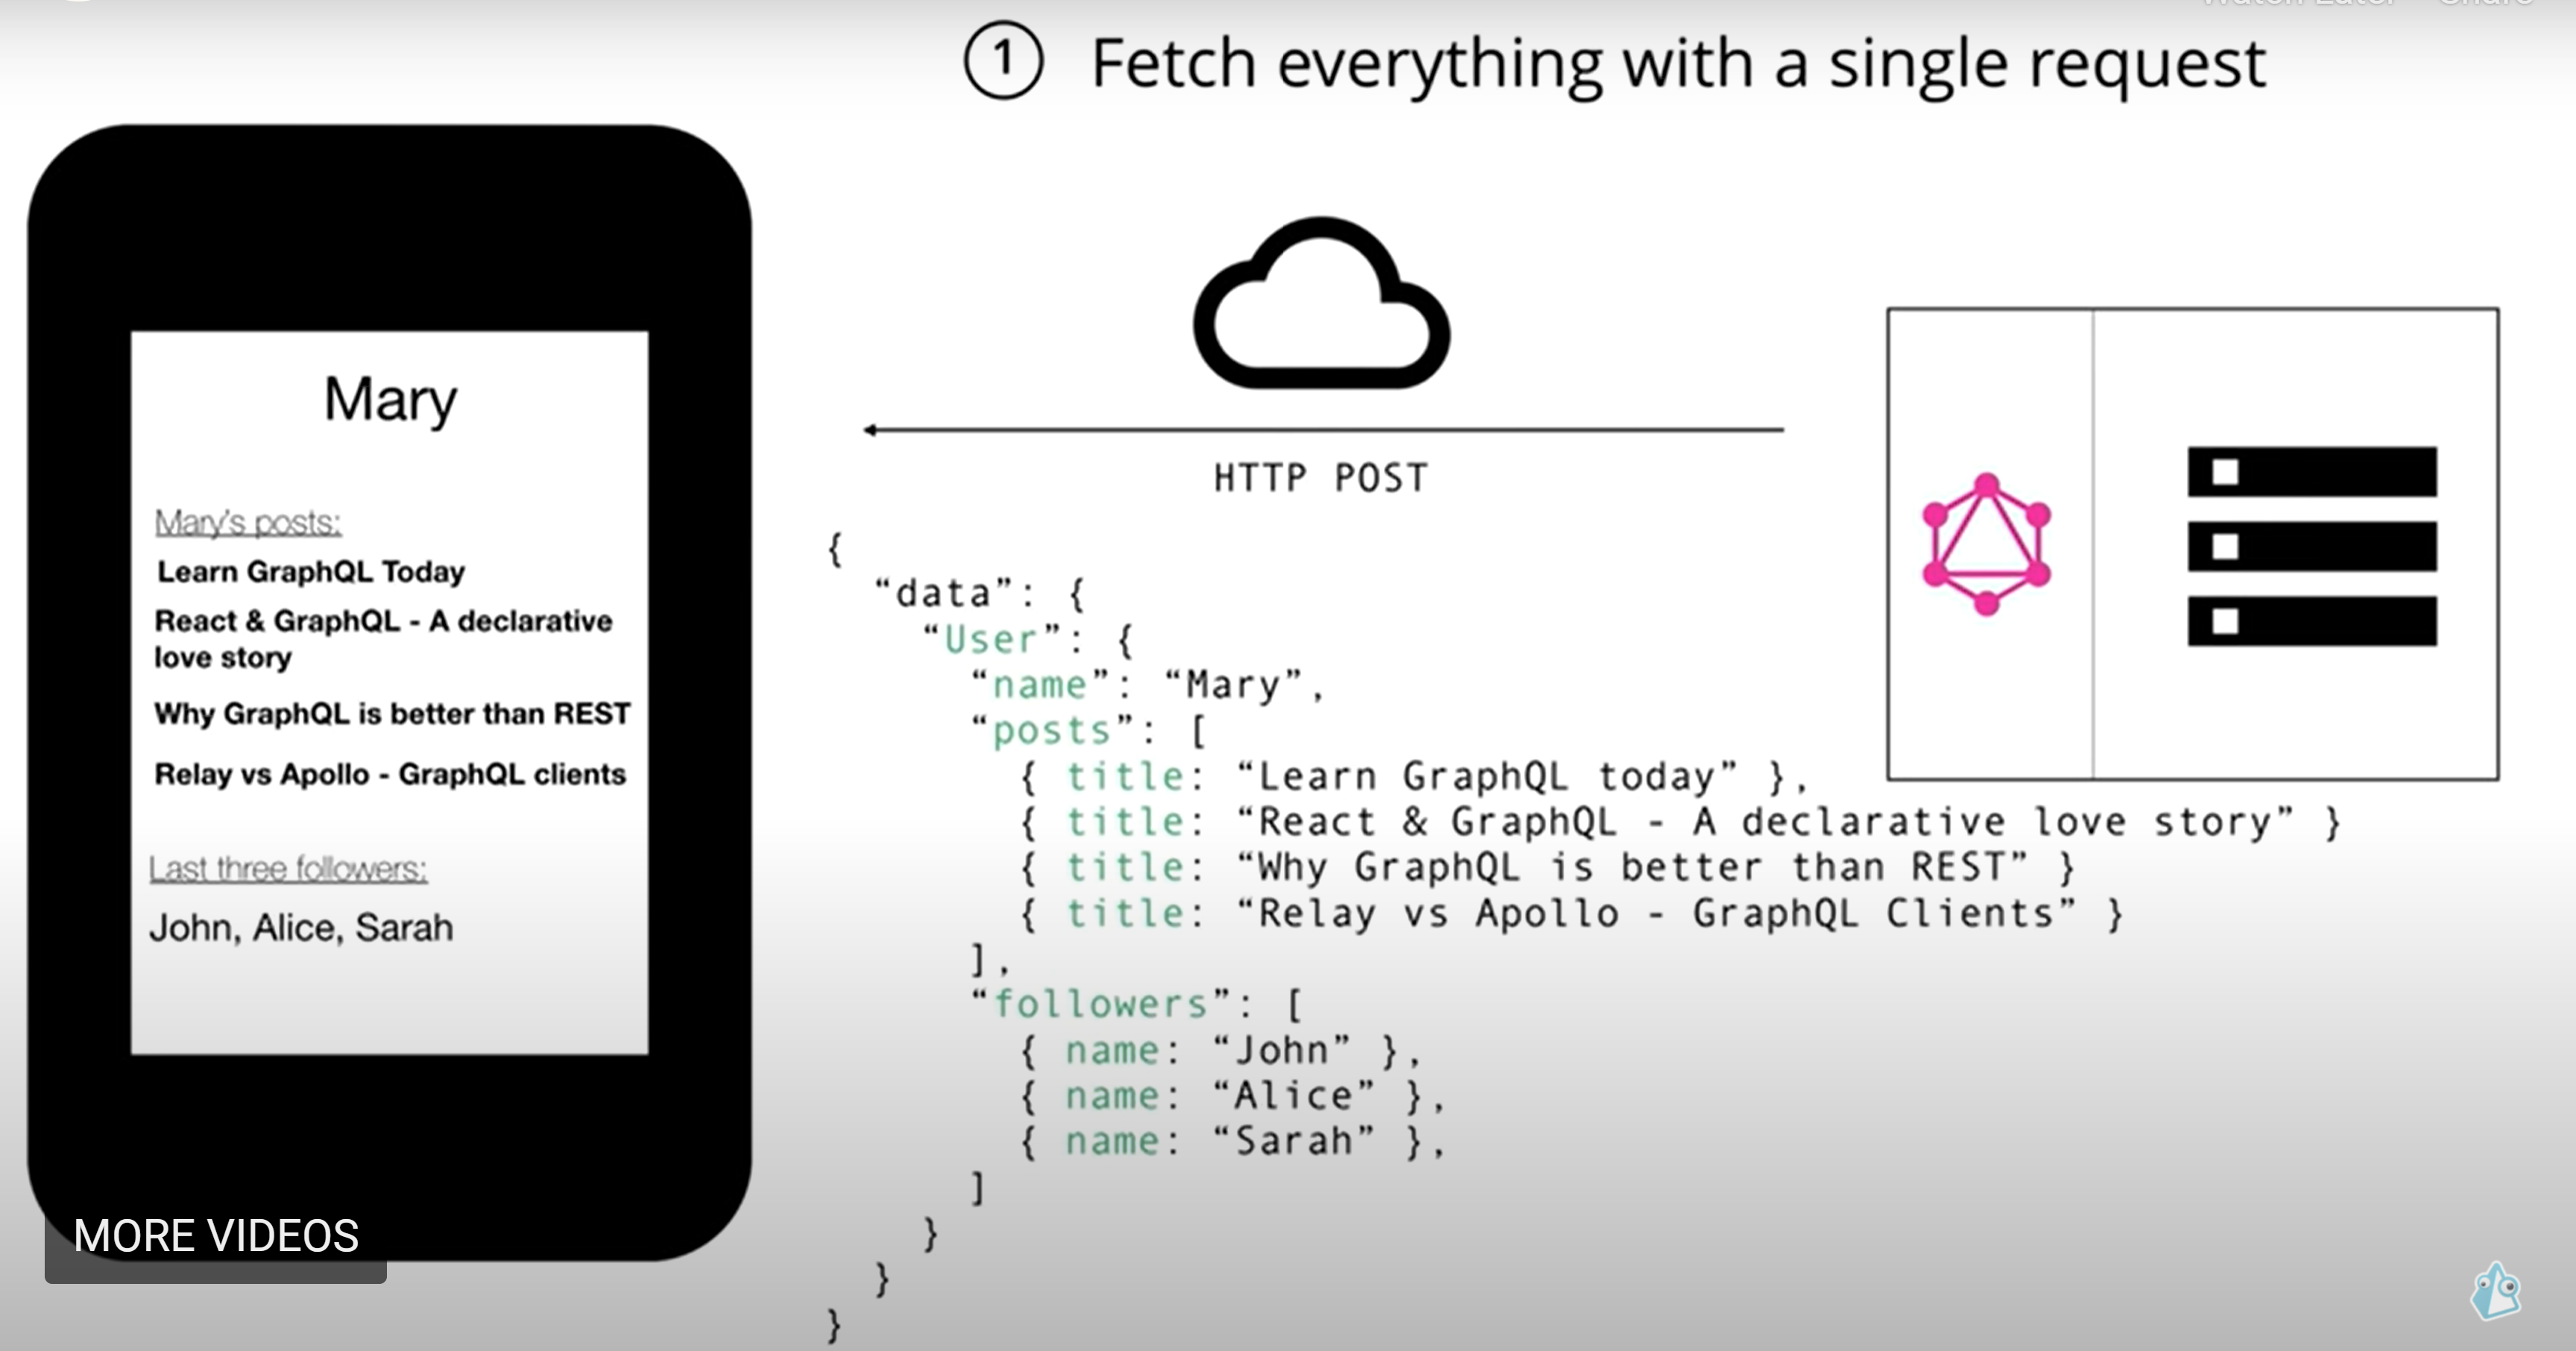 1 Fetch everything with a single request
Mary
Mary's posts:
Learn GraphQL Today
React & GraphQL - A declarative
love story
Why GraphQL is better than REST
Relay vs Apollo - GraphQL clients
Last three followers:
John, Alice, Sarah
HTTP POST
{
“data”: {
“User”: {
“name”: “Mary”,
“posts”: [
{ title: “Learn GraphQL today” },
{ title: “React & GraphQL - A declarative love story” }
{ title: “Why GraphQL is better than REST” }
{ title: “Relay vs Apollo - GraphQL Clients” }
],
“followers”: [
{ name: “John” },
{ name: “Alice” },
{ name: “Sarah” },
]
}
}
}
MORE VIDEOS